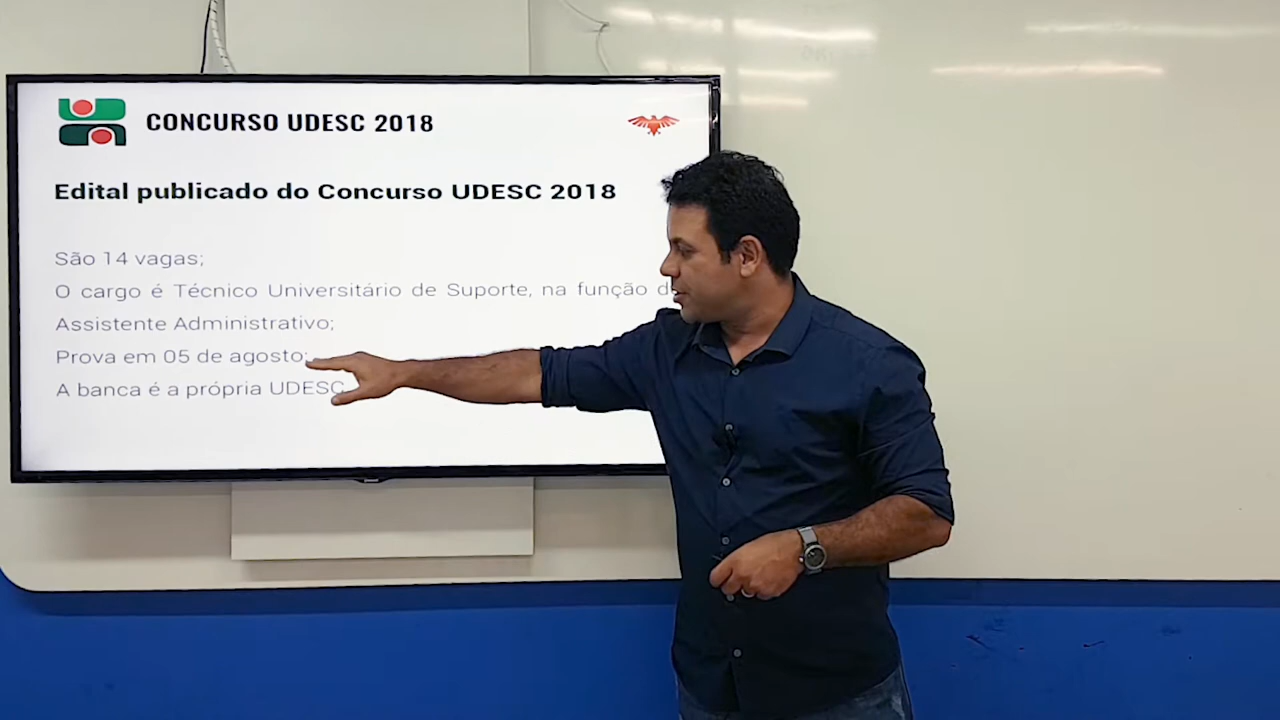 CONCURSO UDESC 2018
Edital publicado do Concurso UDESC 2018
São 14 vagas;
O cargo é Técnico Universitário de Suporte, na função
Assistente Administrativo;
Prova em 05 de agosto;
A banca é a própria UDESC